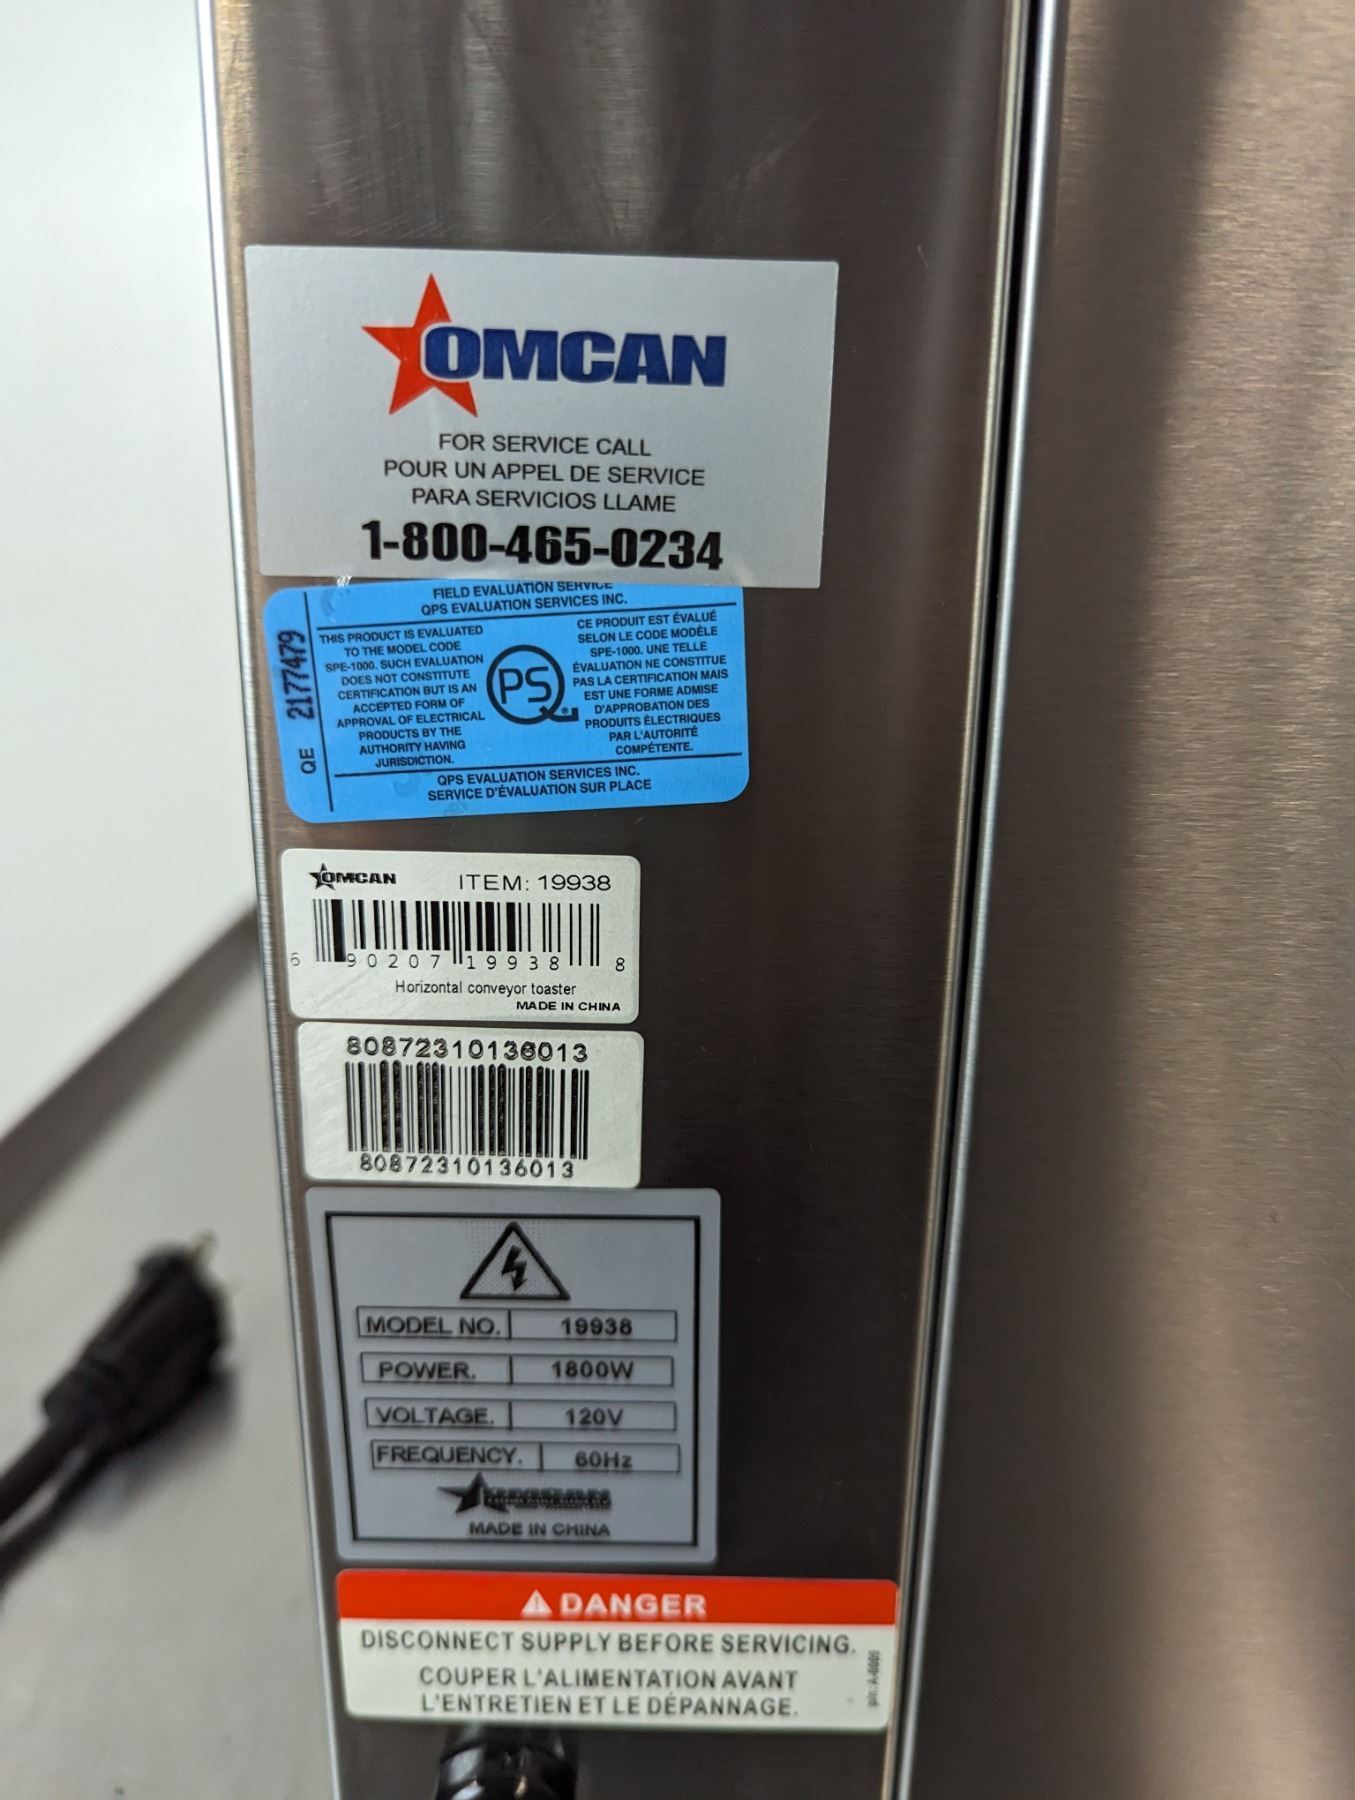 OMCAN
FOR SERVICE CALL
POUR UN APPEL DE SERVICE
PARA SERVICIOS LLAME
1-800-465-0234
FIELD EVALUATION SERVICE
QPS EVALUATION SERVICES INC.
QE 2177479
THIS PRODUCT IS EVALUATED
TO THE MODEL CODE
SPE-1000. SUCH EVALUATION
DOES NOT CONSTITUTE
CERTIFICATION BUT IS AN
ACCEPTED FORM OF
APPROVAL OF ELECTRICAL
PRODUCTS BY THE
AUTHORITY HAVING
JURISDICTION.
PS
®
CE PRODUIT EST ÉVALUÉ
SELON LE CODE MODÈLE
SPE-1000. UNE TELLE
ÉVALUATION NE CONSTITUE
PAS LA CERTIFICATION MAIS
EST UNE FORME ADMISE
D'APPROBATION DES
PRODUITS ÉLECTRIQUES
PAR L'AUTORITÉ
COMPÉTENTE.
QPS EVALUATION SERVICES INC.
SERVICE D'ÉVALUATION SUR PLACE
OMCAN ITEM: 19938
6 90207 19938 8
Horizontal conveyor toaster
MADE IN CHINA
80872310136013
80872310136013
MODEL NO. 19938
POWER. 1800W
VOLTAGE. 120V
FREQUENCY. 60Hz
OMCAN
MADE IN CHINA
DANGER
DISCONNECT SUPPLY BEFORE SERVICING.
COUPER L'ALIMENTATION AVANT
L'ENTRETIEN ET LE DÉPANNAGE.